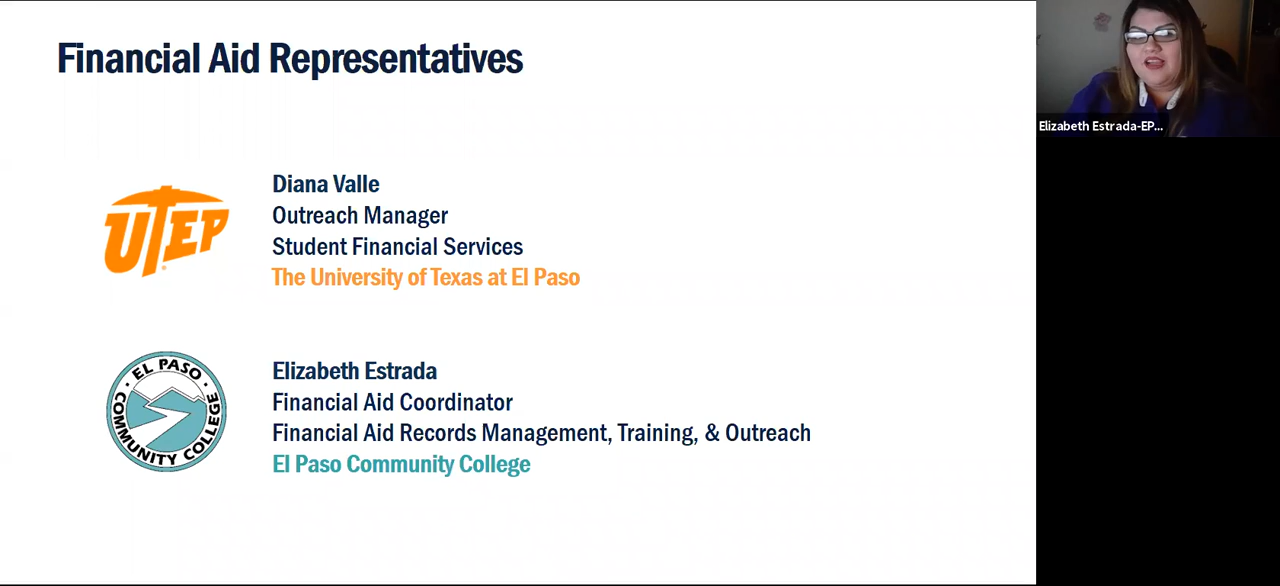 Financial Aid Representatives
Elizabeth Estrada-EP...
UTEP
Diana Valle
Outreach Manager
Student Financial Services
The University of Texas at El Paso
EL PASO
COMMUNITY COLLEGE
Elizabeth Estrada
Financial Aid Coordinator
Financial Aid Records Management, Training, & Outreach
El Paso Community College